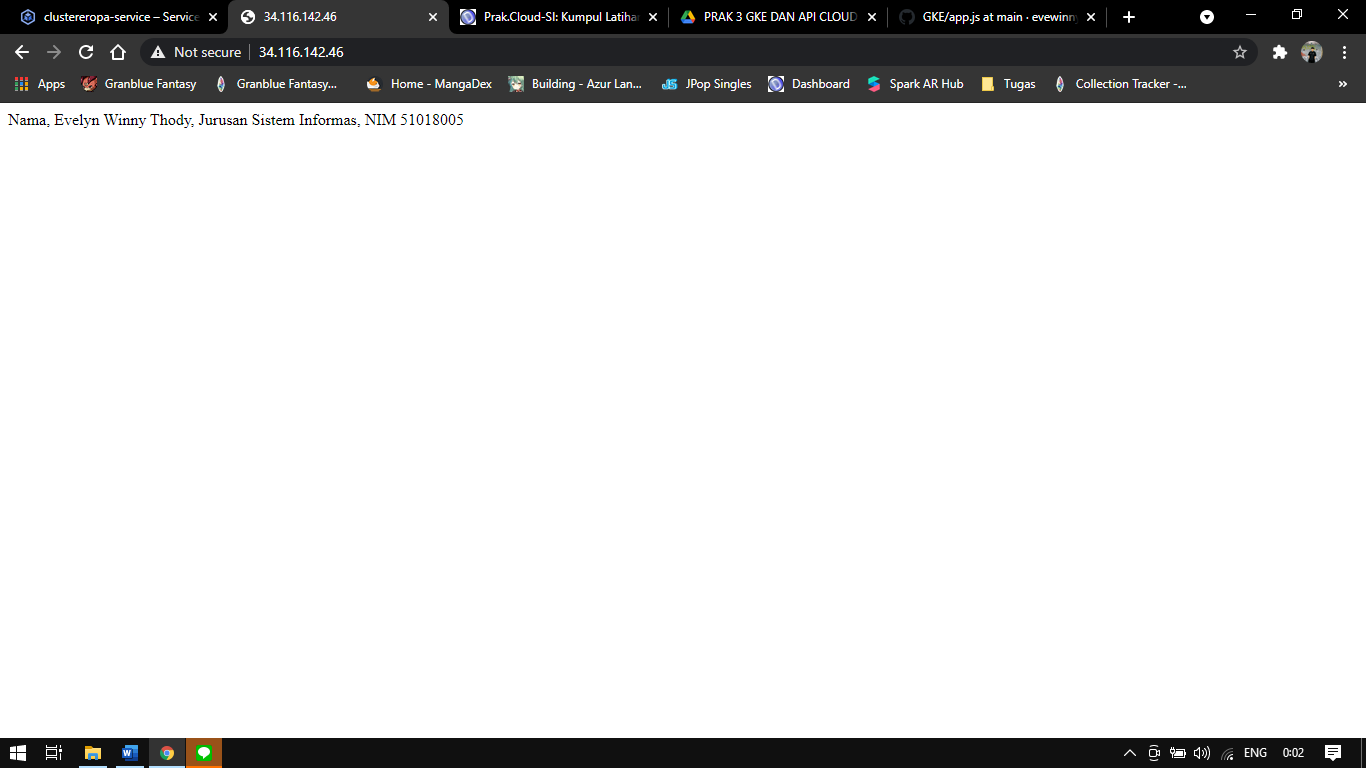 clustereropa-service – Service
34.116.142.46
Prak.Cloud-SI: Kumpul Latiha
PRAK 3 GKE DAN API CLOUD
GKE/app.js at main · evewinn
Not secure
34.116.142.46
Apps
Granblue Fantasy
Granblue Fantasy...
Home - MangaDex
Building - Azur Lan...
JPop Singles
Dashboard
Spark AR Hub
Tugas
Collection Tracker -...
Nama, Evelyn Winny Thody, Jurusan Sistem Informas, NIM 51018005
ENG
0:02